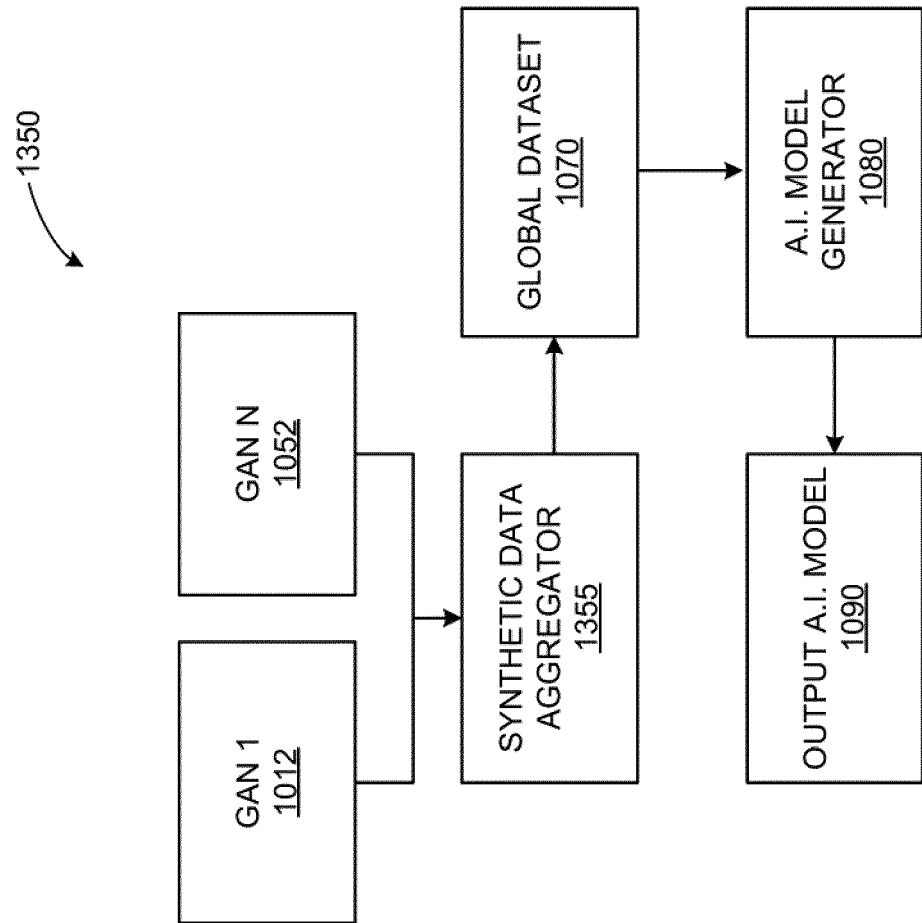 1350
GAN 1
1012
GAN N
1052
SYNTHETIC DATA
AGGREGATOR
1355
GLOBAL DATASET
1070
A.I. MODEL
GENERATOR
1080
OUTPUT A.I. MODEL
1090